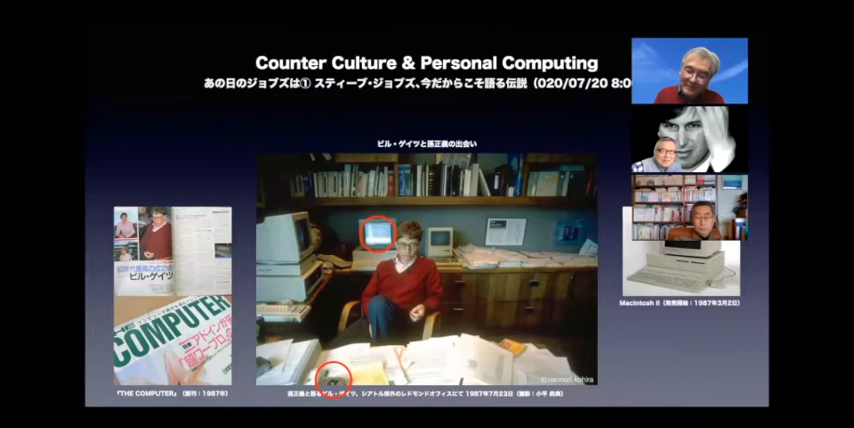 Counter Culture & Personal Computing
あの日のジョブズは① スティーブ・ジョブズ、今だからこそ語る伝説（020/07/20 8:0
ビル・ゲイツと孫正義の出会い
ビル・ゲイツ
THE COMPUTER
©naonori kohira
Macintosh II（発売開始：1987年3月2日）
『THE COMPUTER』（創刊：1987年）
孫正義と語るビル・ゲイツ、シアトル郊外のレドモンドオフィスにて 1987年7月23日（撮影：小平 尚典）